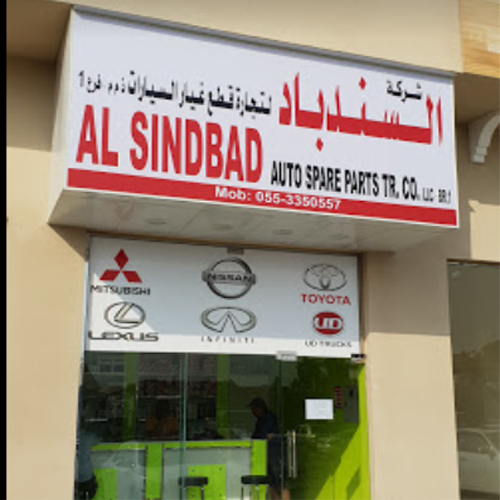 شركة
السندباد لتجارة قطع غيار السيارات ذ.م.م - فرع 1
AL SINDBAD AUTO SPARE PARTS TR. CO. LLC BR.1
Mob: 055-3350557
MITSUBISHI NISSAN TOYOTA
LEXUS INFINITI UD UD TRUCKS